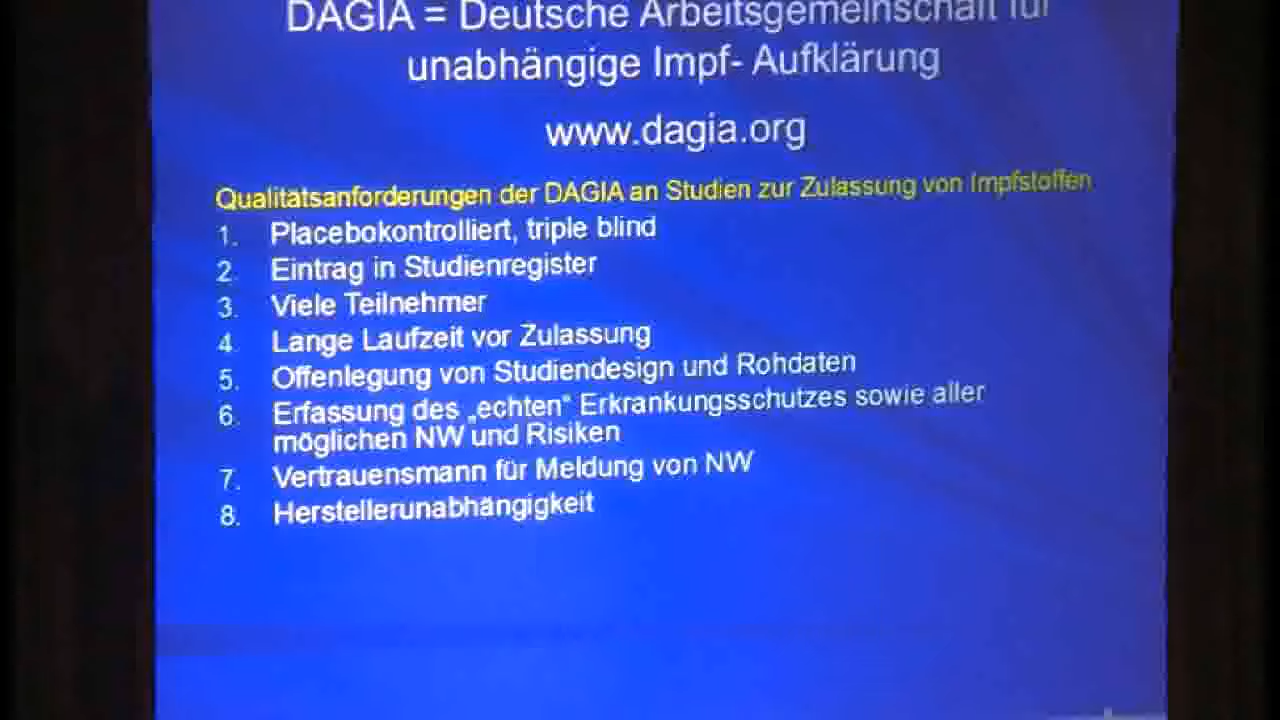 DAGIA = Deutsche Arbeitsgemeinschaft für
unabhängige Impf- Aufklärung
www.dagia.org
Qualitätsanforderungen der DAGIA an Studien zur Zulassung von Impfstoffen
1. Placebokontrolliert, triple blind
2. Eintrag in Studienregister
3. Viele Teilnehmer
4. Lange Laufzeit vor Zulassung
5. Offenlegung von Studiendesign und Rohdaten
6. Erfassung des „echten“ Erkrankungsschutzes sowie aller
möglichen NW und Risiken
7. Vertrauensmann für Meldung von NW
8. Herstellerunabhängigkeit